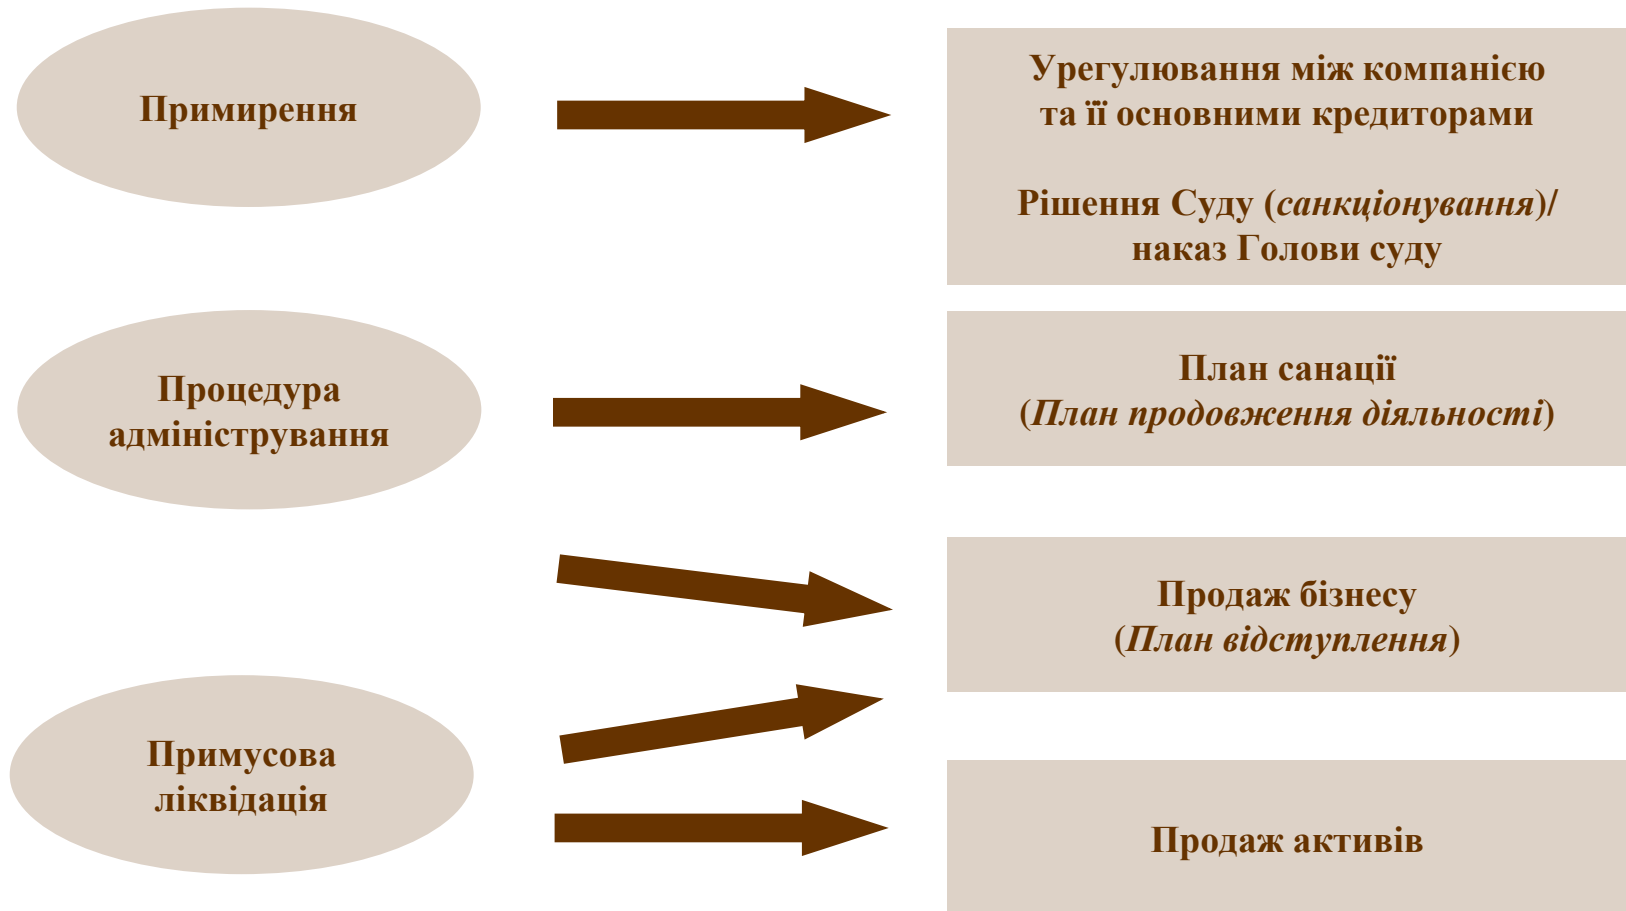 Примирення
Урегулювання між компанією
та її основними кредиторами
Рішення Суду (санкціонування)/
наказ Голови суду
Процедура
адміністрування
План санації
(План продовження діяльності)
Продаж бізнесу
(План відступлення)
Примусова
ліквідація
Продаж активів